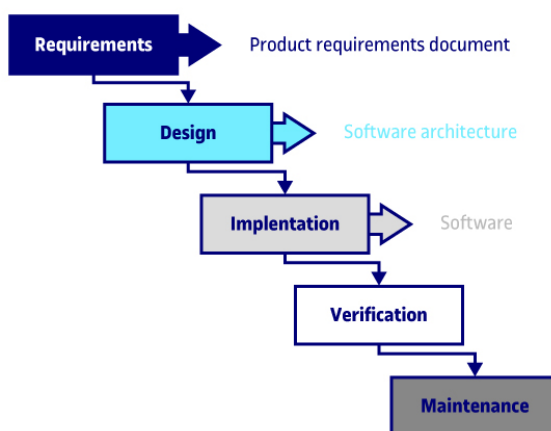 Requirements
Product requirements document
Design
Software architecture
Implentation
Software
Verification
Maintenance